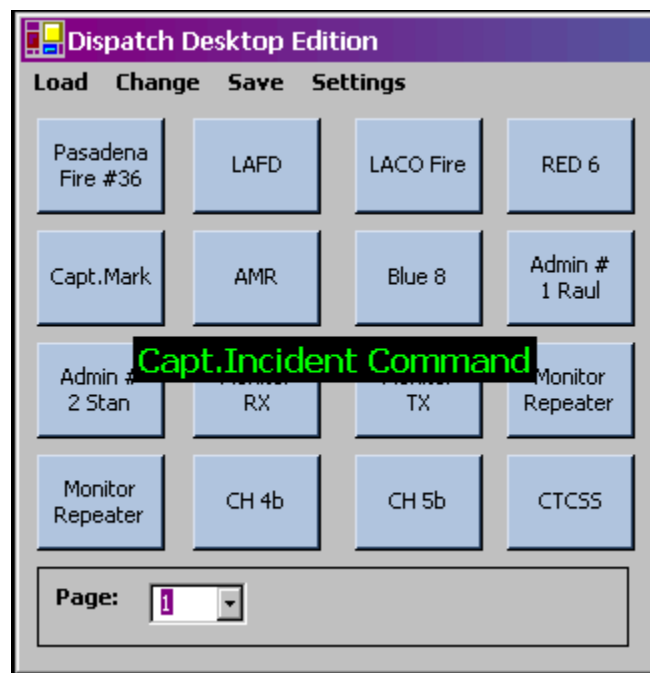 Dispatch Desktop Edition
Load Change Save Settings
Pasadena
Fire #36
LAFD
LACO Fire
RED 6
Capt.Mark
AMR
Blue 8
Admin #
1 Raul
Capt.Incident Command
Admin #
2 Stan
RX
TX
Monitor
Repeater
Monitor
Repeater
CH 4b
CH 5b
CTCSS
Page: 1